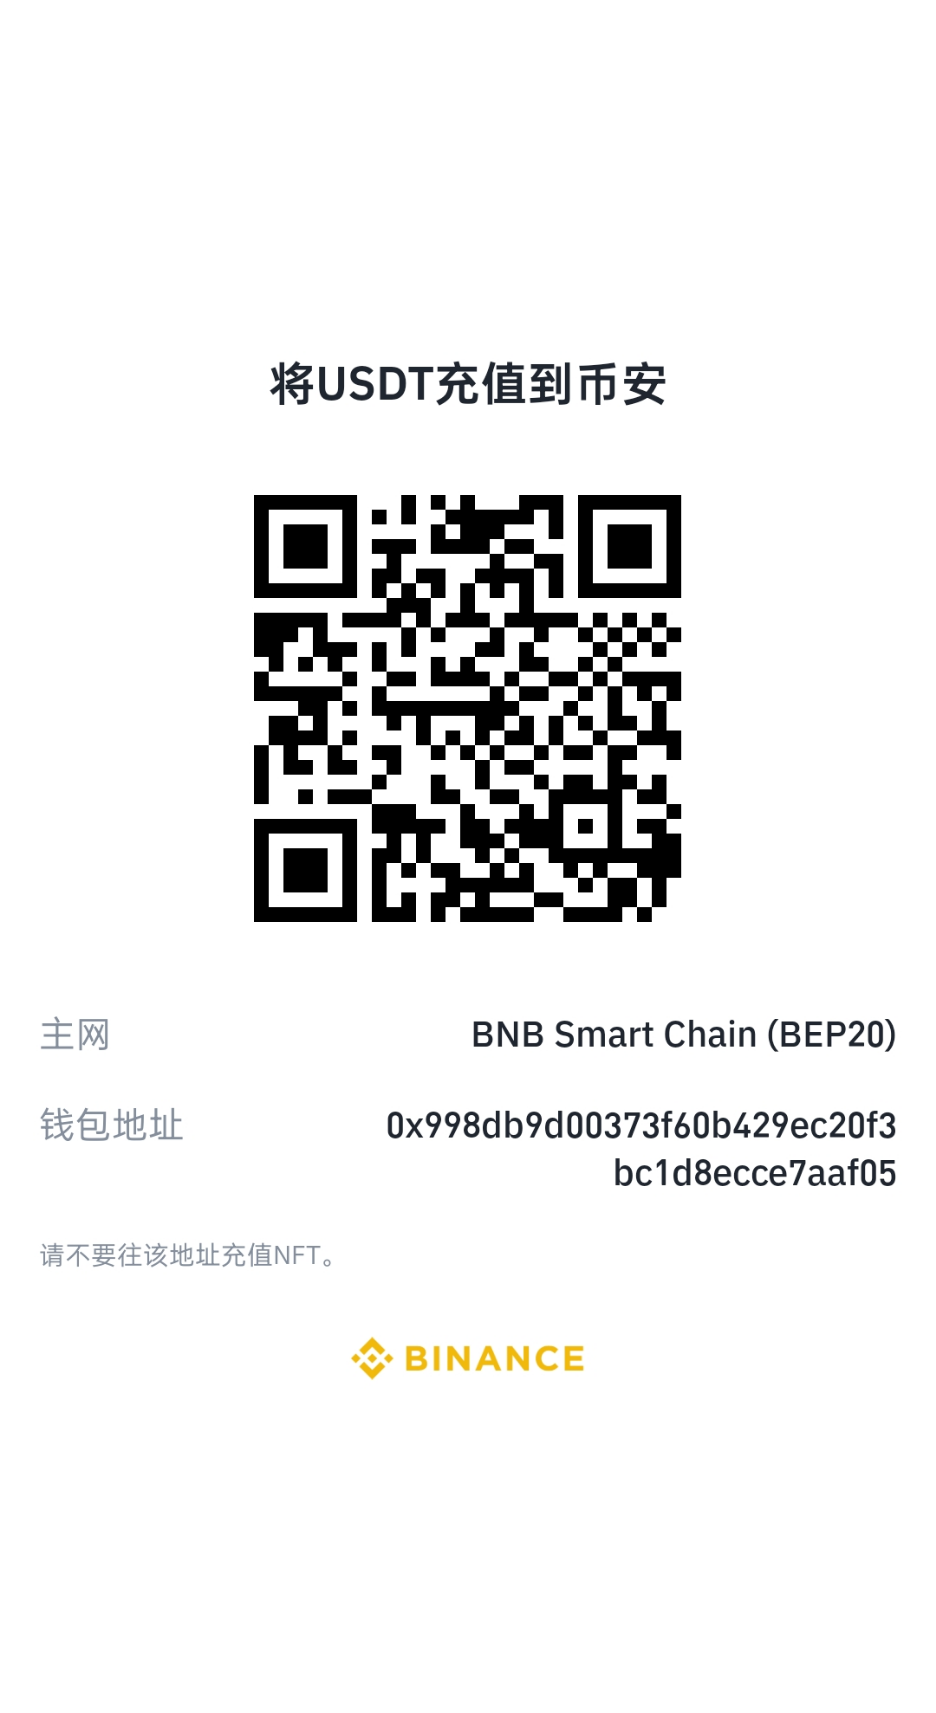 将USDT充值到币安
主网
BNB Smart Chain (BEP20)
钱包地址
0x998db9d00373f60b429ec20f3
bc1d8ecce7aaf05
请不要往该地址充值NFT。
BINANCE